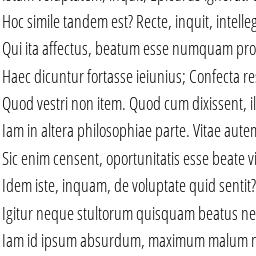 Hoc simile tandem est? Recte, inquit, intelleg
Qui ita affectus, beatum esse numquam pro
Haec dicuntur fortasse ieiunius; Confecta re
Quod vestri non item. Quod cum dixissent, il
Iam in altera philosophiae parte. Vitae auten
Sic enim censent, oportunitatis esse beate vi
Idem iste, inquam, de voluptate quid sentit?
Igitur neque stultorum quisquam beatus ne
Iam id ipsum absurdum, maximum malum n